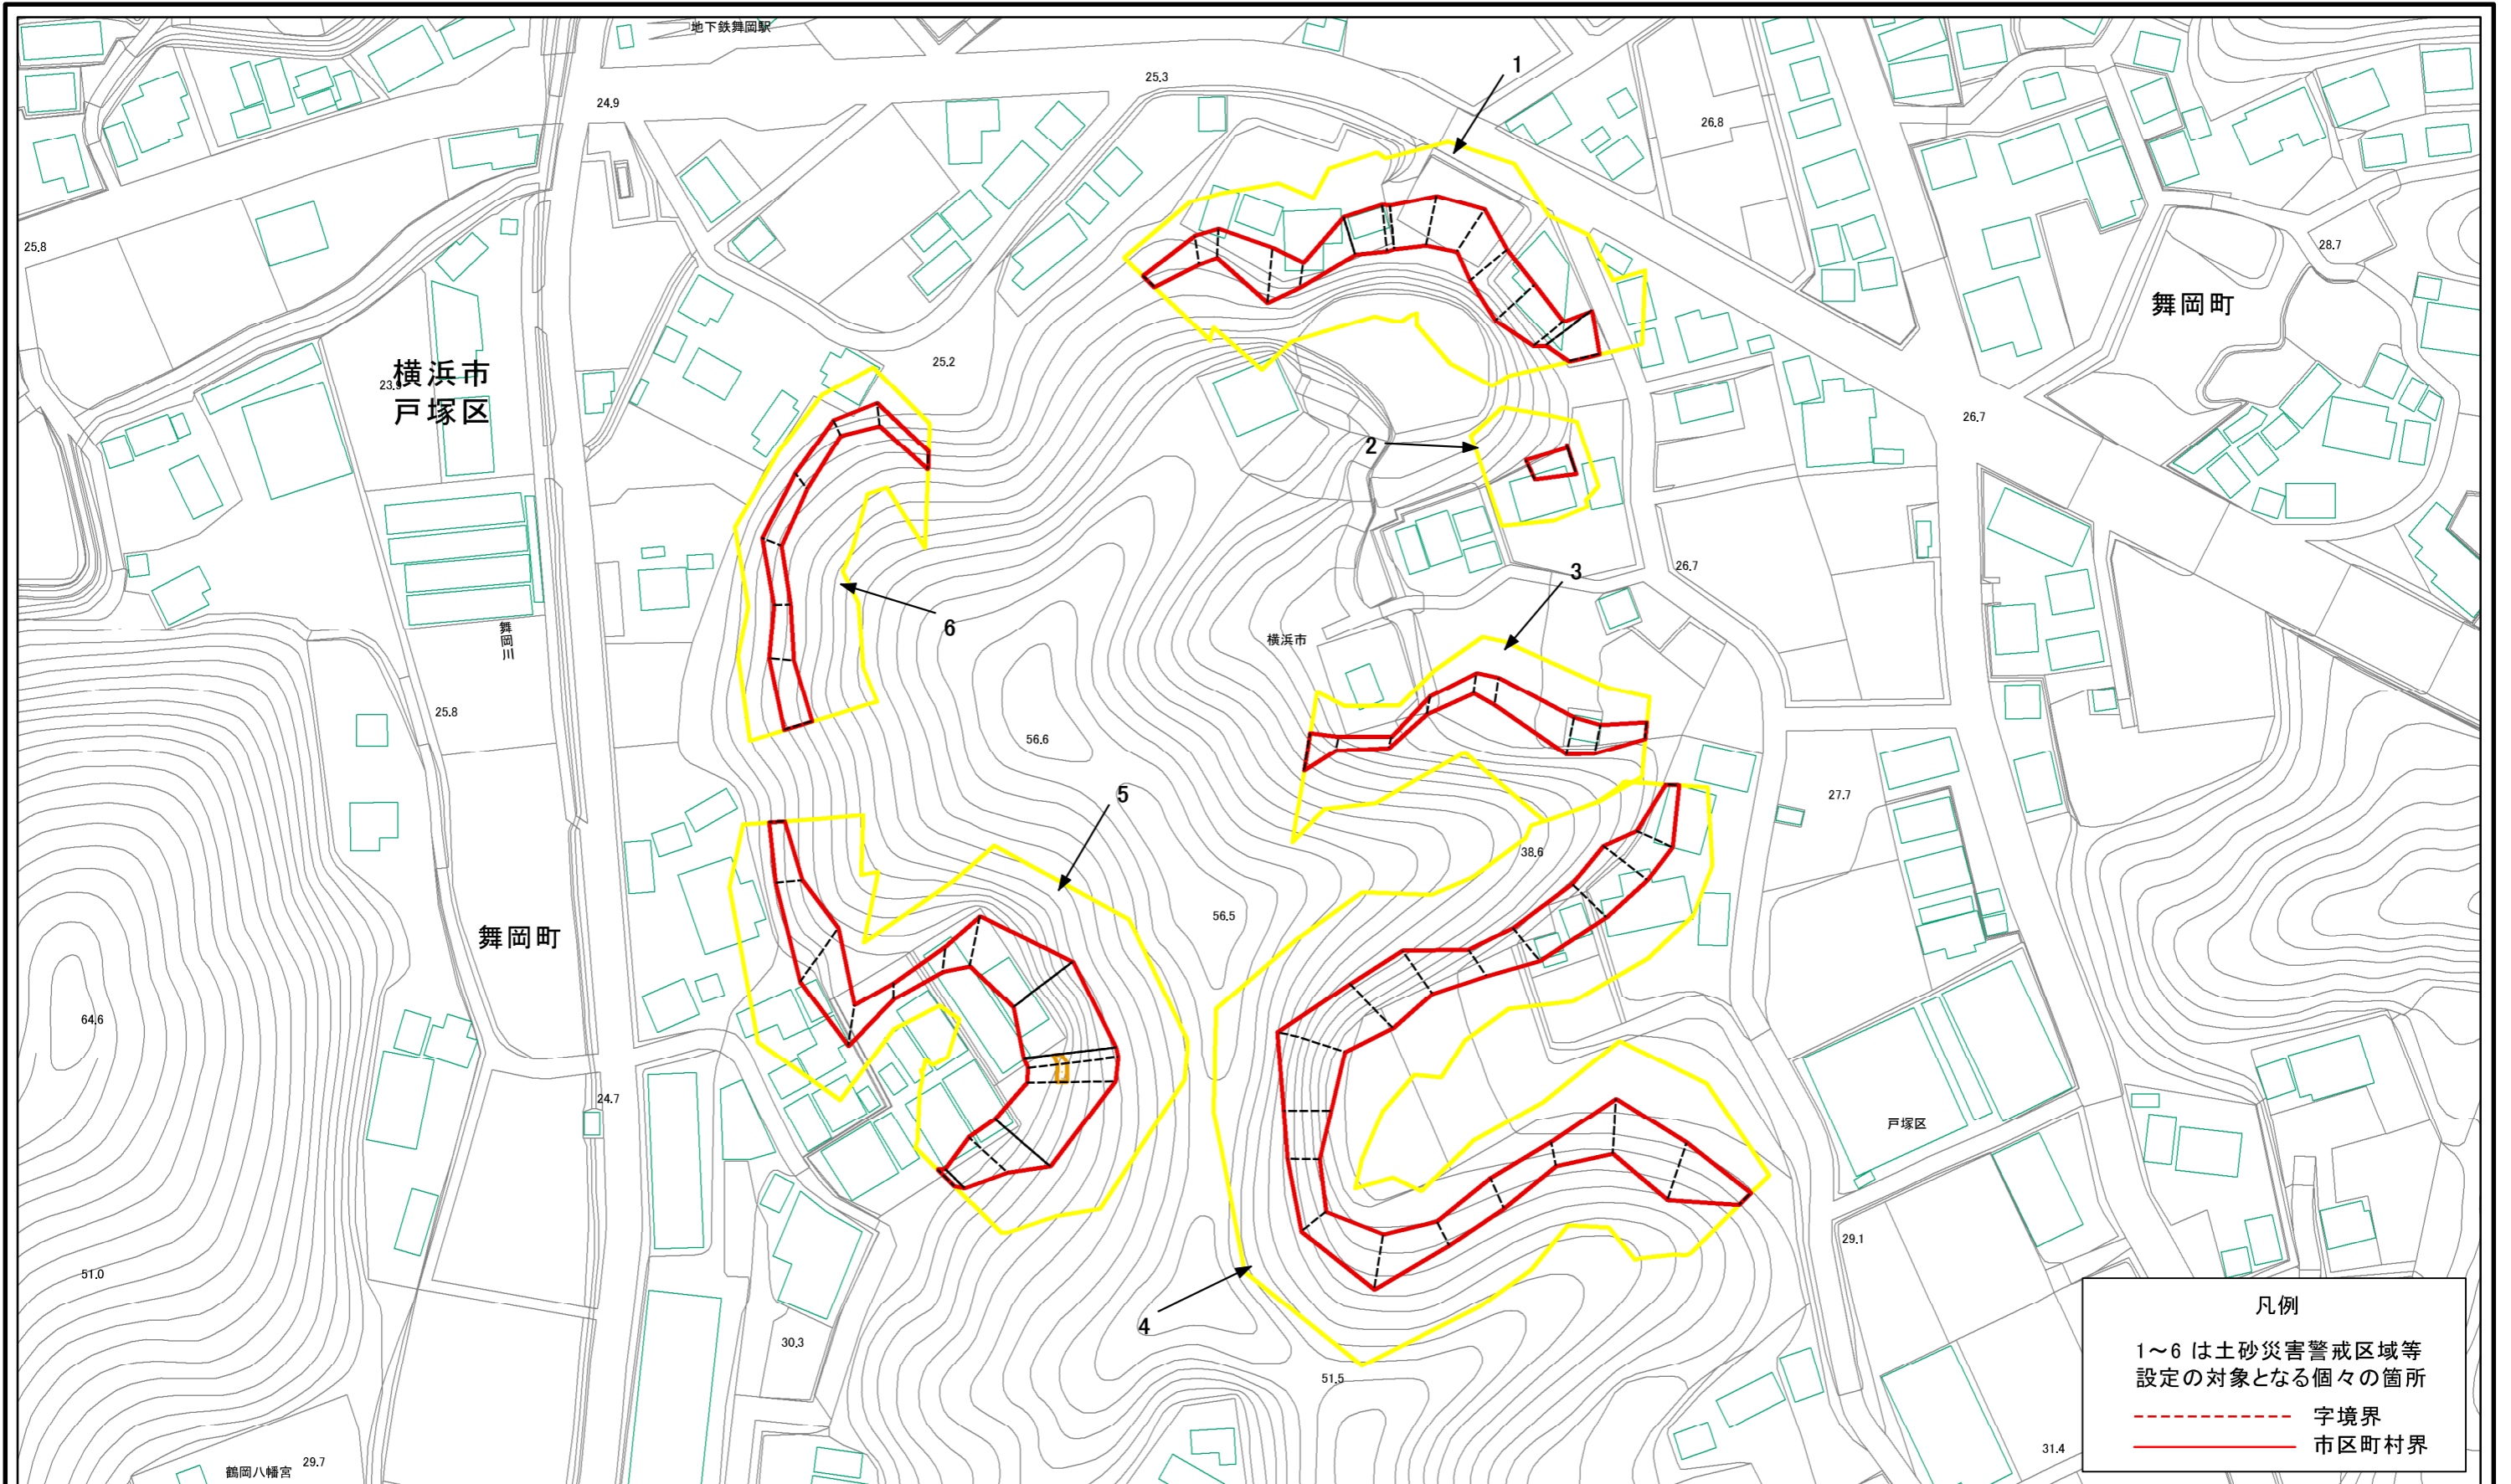 地下鉄舞岡駅
1
25.3
24.9
26.8
25.8
28.7
舞岡町
横浜市
23.9
戸塚区
25.2
26.7
2
26.7
3
舞岡川
6
横浜市
25.8
56.6
5
27.7
38.6
56.5
舞岡町
64.6
24.7
戸塚区
29.1
51.0
4
30.3
51.5
凡例
1～6 は土砂災害警戒区域等
設定の対象となる個々の箇所
字境界
市区町村界
31.4
鶴岡八幡宮
29.7